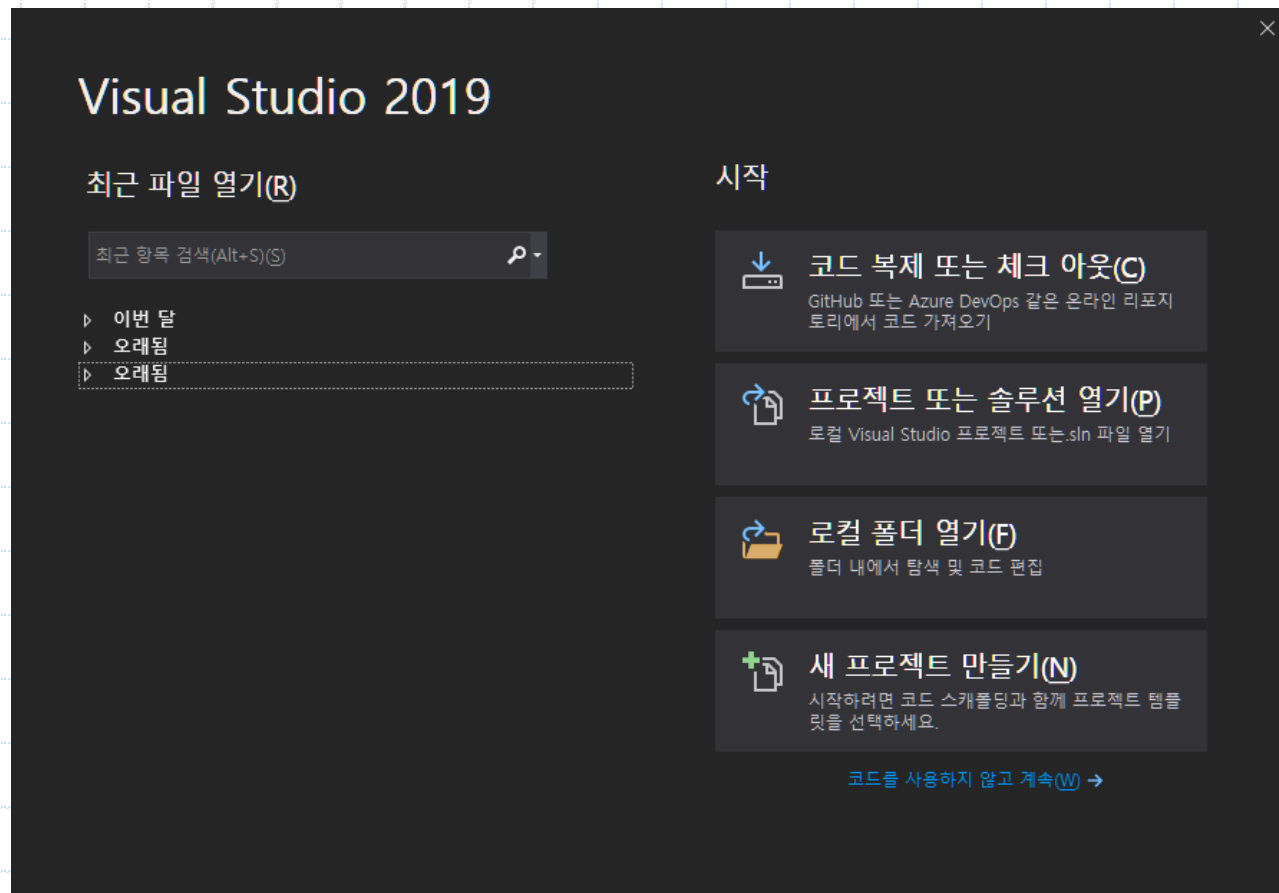 Visual Studio 2019
최근 파일 열기(R)
최근 항목 검색(Alt+S)(S)
이번 달
오래됨
오래됨
시작
코드 복제 또는 체크 아웃(C)
GitHub 또는 Azure DevOps 같은 온라인 리포지
토리에서 코드 가져오기
프로젝트 또는 솔루션 열기(P)
로컬 Visual Studio 프로젝트 또는.sln 파일 열기
로컬 폴더 열기(F)
폴더 내에서 탐색 및 코드 편집
새 프로젝트 만들기(N)
시작하려면 코드 스캐폴딩과 함께 프로젝트 템플
릿을 선택하세요.
코드를 사용하지 않고 계속(W) →